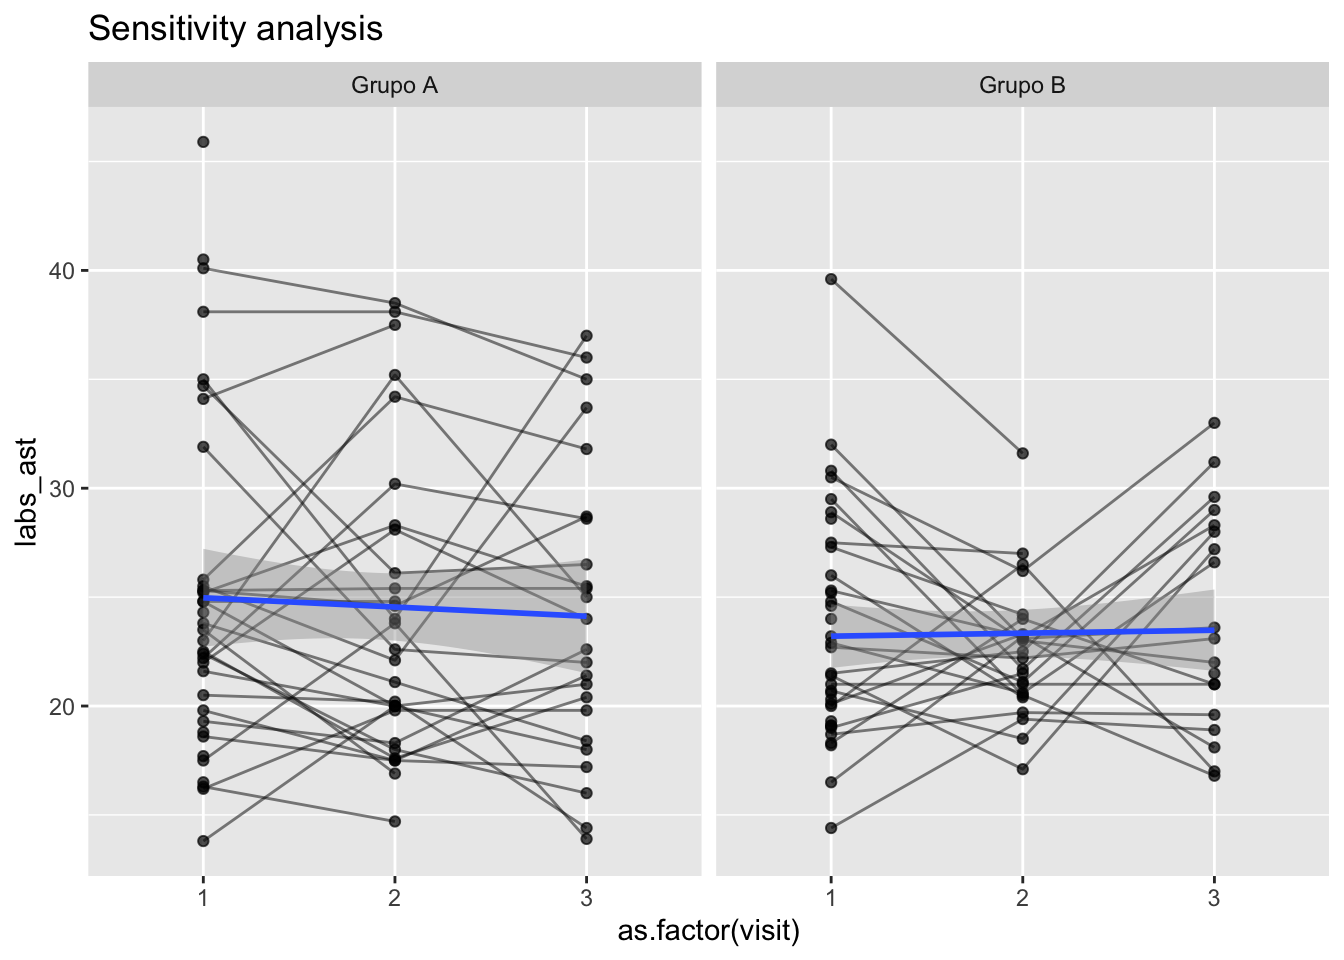 Sensitivity analysis
Grupo A
Grupo B
labs_ast
40
30
20
1
2
3
1
2
3
as.factor(visit)